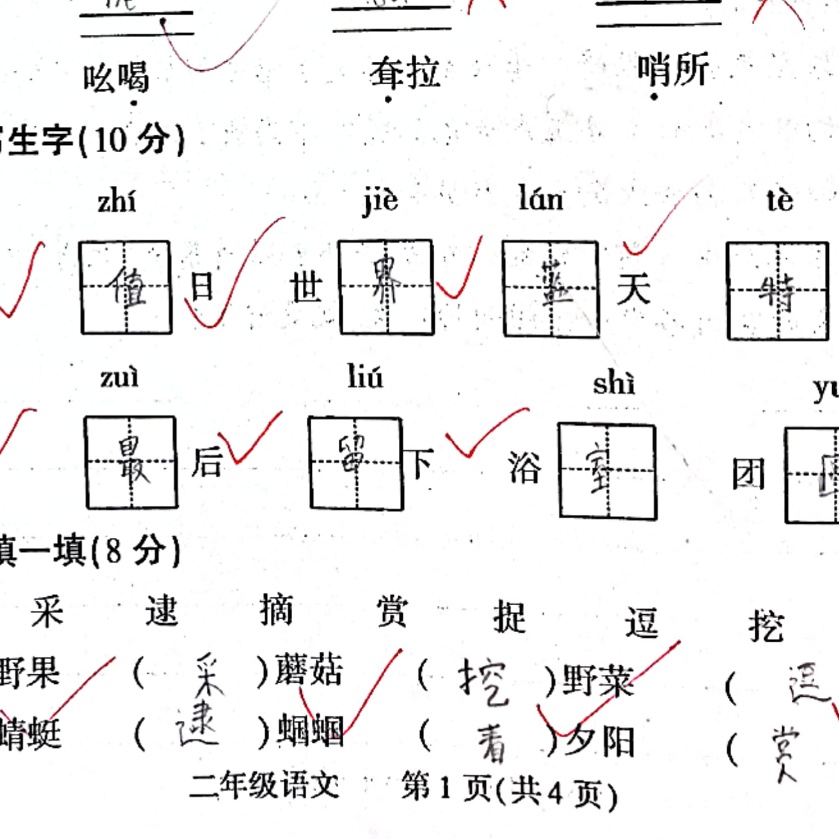 吆喝 耷拉 哨所
写生字(10 分)
zhí jiè lán tè
值 日 世 界 蓝 天 特
zuì liú shì yu
最 后 留 下 浴 室 团
填一填(8 分)
采 逮 摘 赏 捉 逗 挖
野果 ( 采 )蘑菇 ( 挖 )野菜 ( 逗
蜻蜓 ( 逮 )蝈蝈 ( 看 )夕阳 ( 赏
二年级语文 第 1 页(共 4 页)